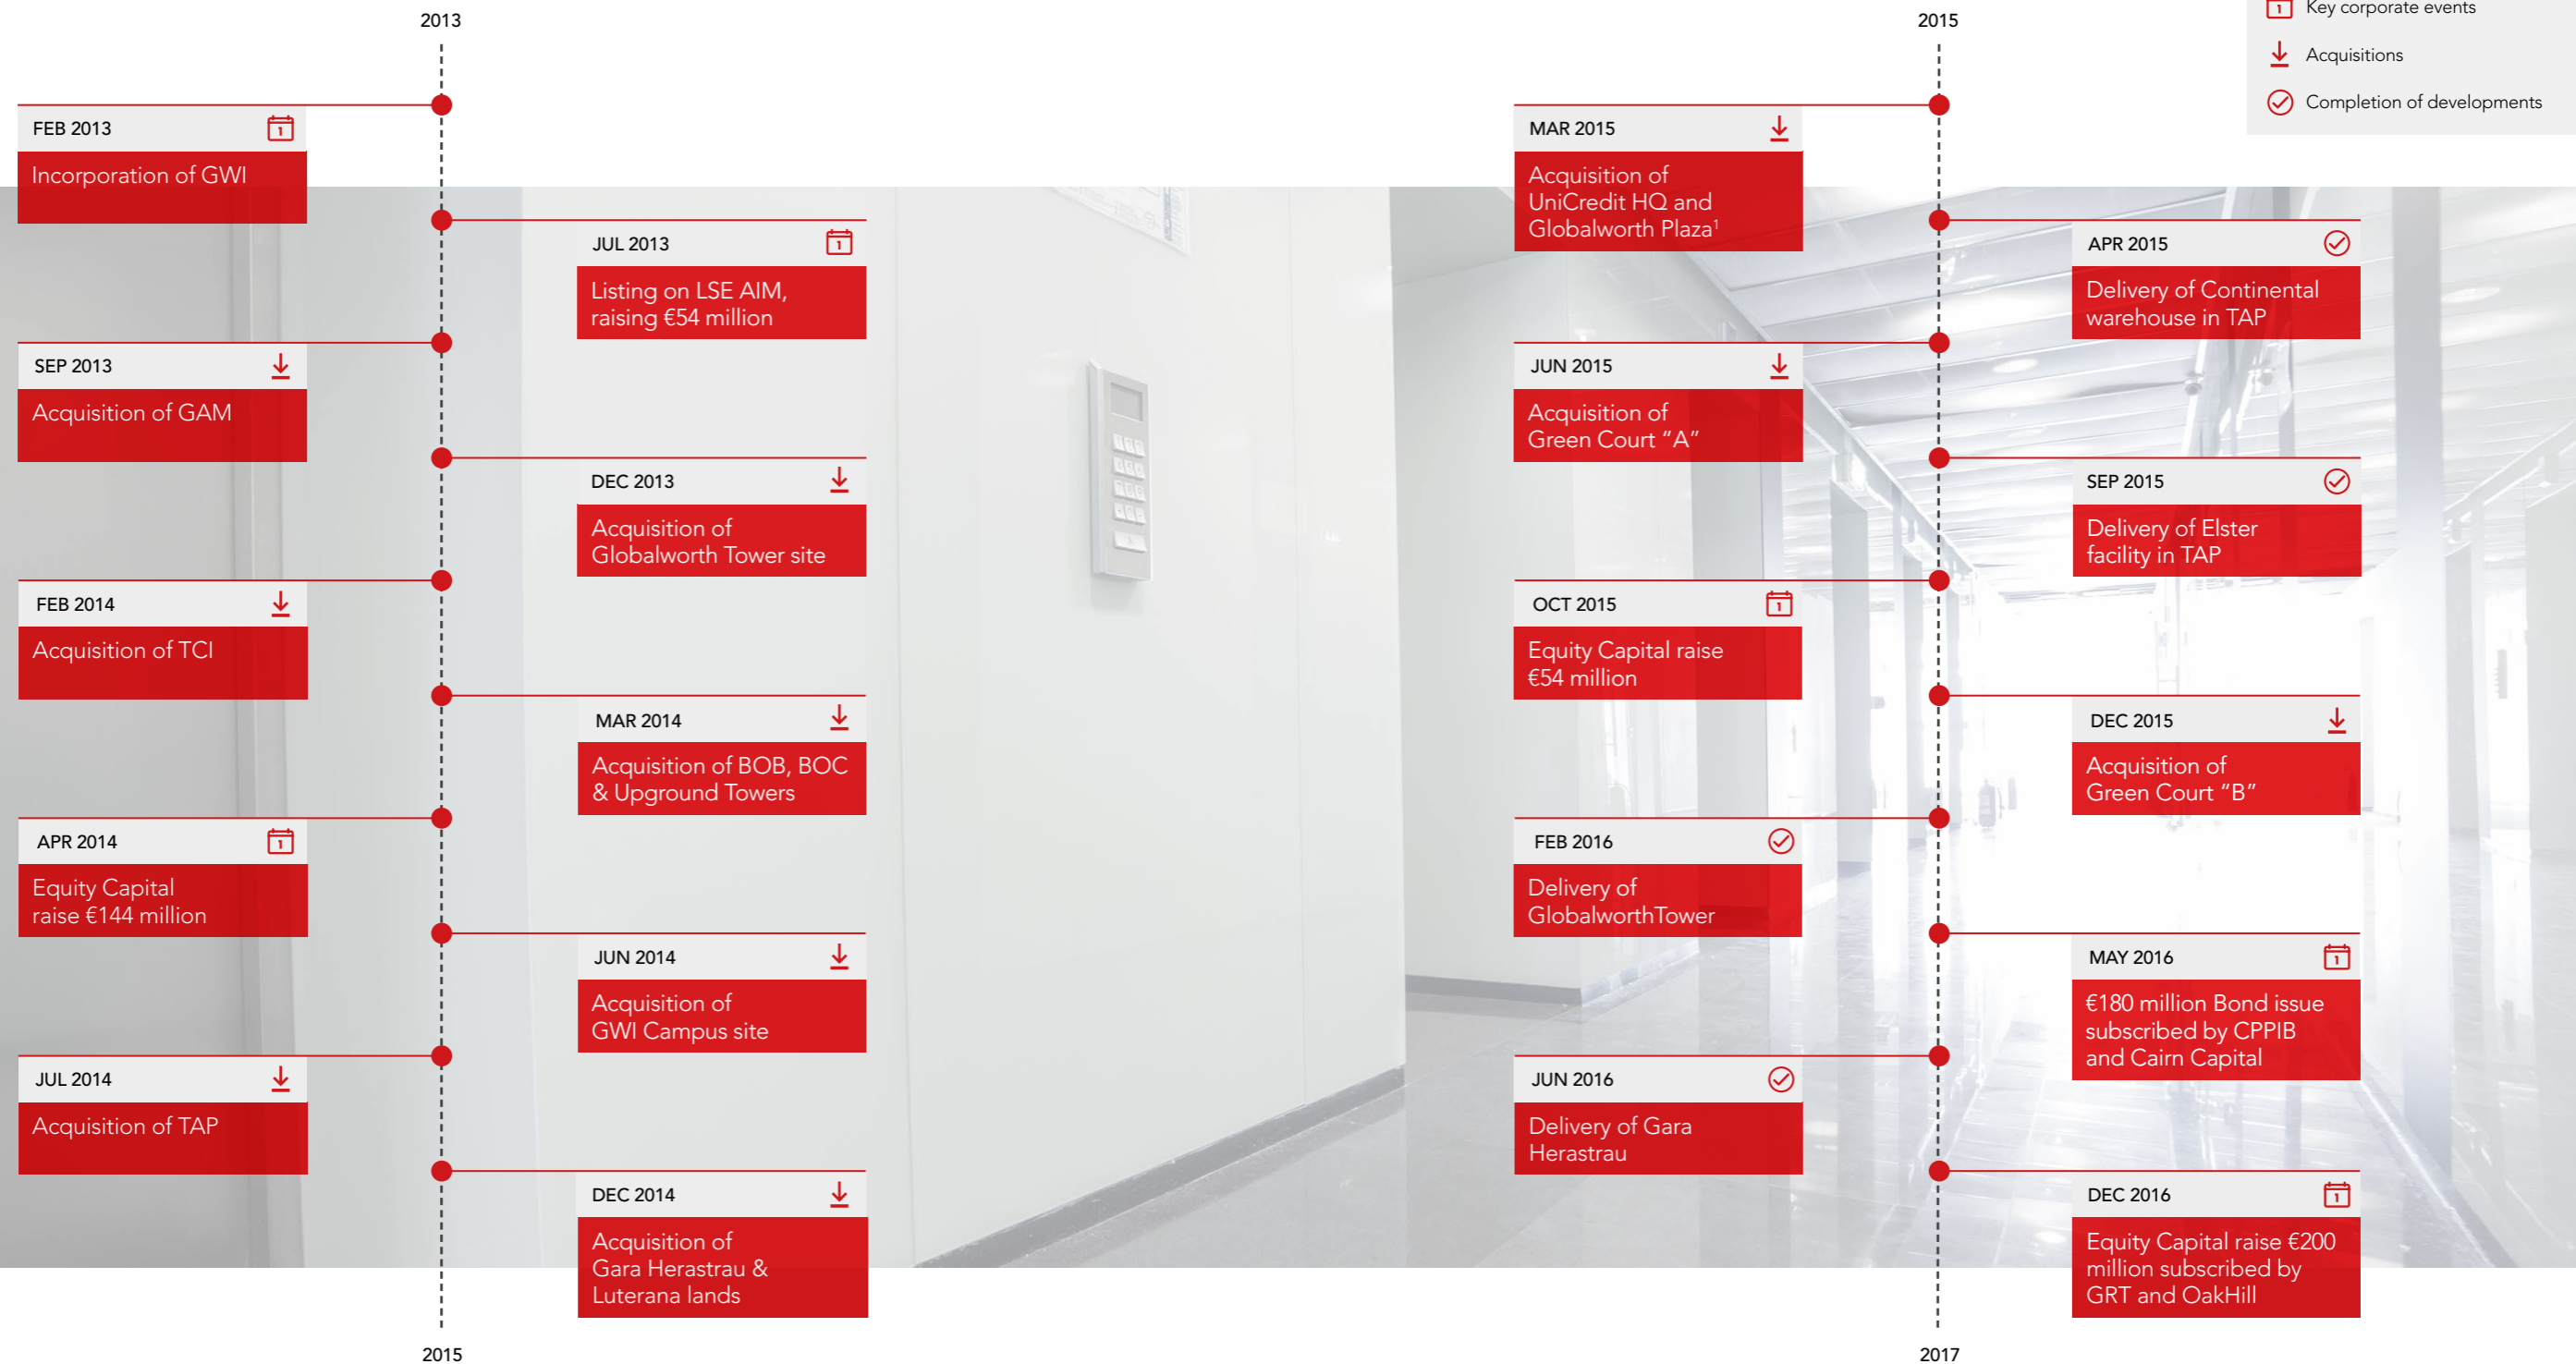 2013
FEB 2013
Incorporation of GWI
JUL 2013
Listing on LSE AIM,
raising €54 million
SEP 2013
Acquisition of GAM
DEC 2013
Acquisition of
Globalworth Tower site
FEB 2014
Acquisition of TCI
MAR 2014
Acquisition of BOB, BOC
& Upground Towers
APR 2014
Equity Capital
raise €144 million
JUN 2014
Acquisition of
GWI Campus site
JUL 2014
Acquisition of TAP
DEC 2014
Acquisition of
Gara Herastrau &
Luterana lands
2015
2015
MAR 2015
Acquisition of
UniCredit HQ and
Globalworth Plaza¹
APR 2015
Delivery of Continental
warehouse in TAP
JUN 2015
Acquisition of
Green Court “A”
SEP 2015
Delivery of Elster
facility in TAP
OCT 2015
Equity Capital raise
€54 million
DEC 2015
Acquisition of
Green Court “B”
FEB 2016
Delivery of
GlobalworthTower
MAY 2016
€180 million Bond issue
subscribed by CPPIB
and Cairn Capital
JUN 2016
Delivery of Gara
Herastrau
DEC 2016
Equity Capital raise €200
million subscribed by
GRT and OakHill
2017
Key corporate events
Acquisitions
Completion of developments